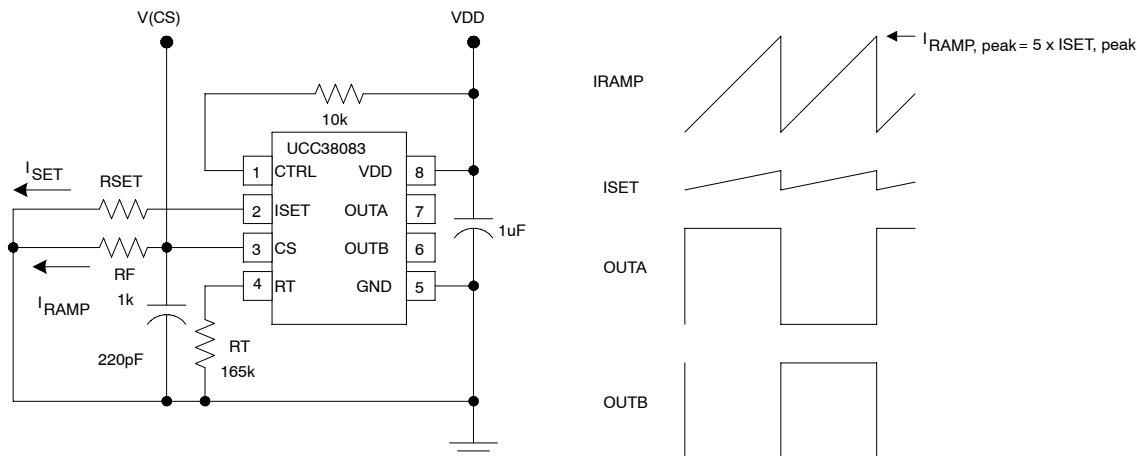 V(CS)
VDD
10k
UCC38083
1 CTRL VDD 8
2 ISET OUTA 7
3 CS OUTB 6
4 RT GND 5
ISET
RSET
RF
1k
IRAMP
220pF
RT
165k
1uF
IRAMP
IRAMP, peak = 5 x ISET, peak
ISET
OUTA
OUTB